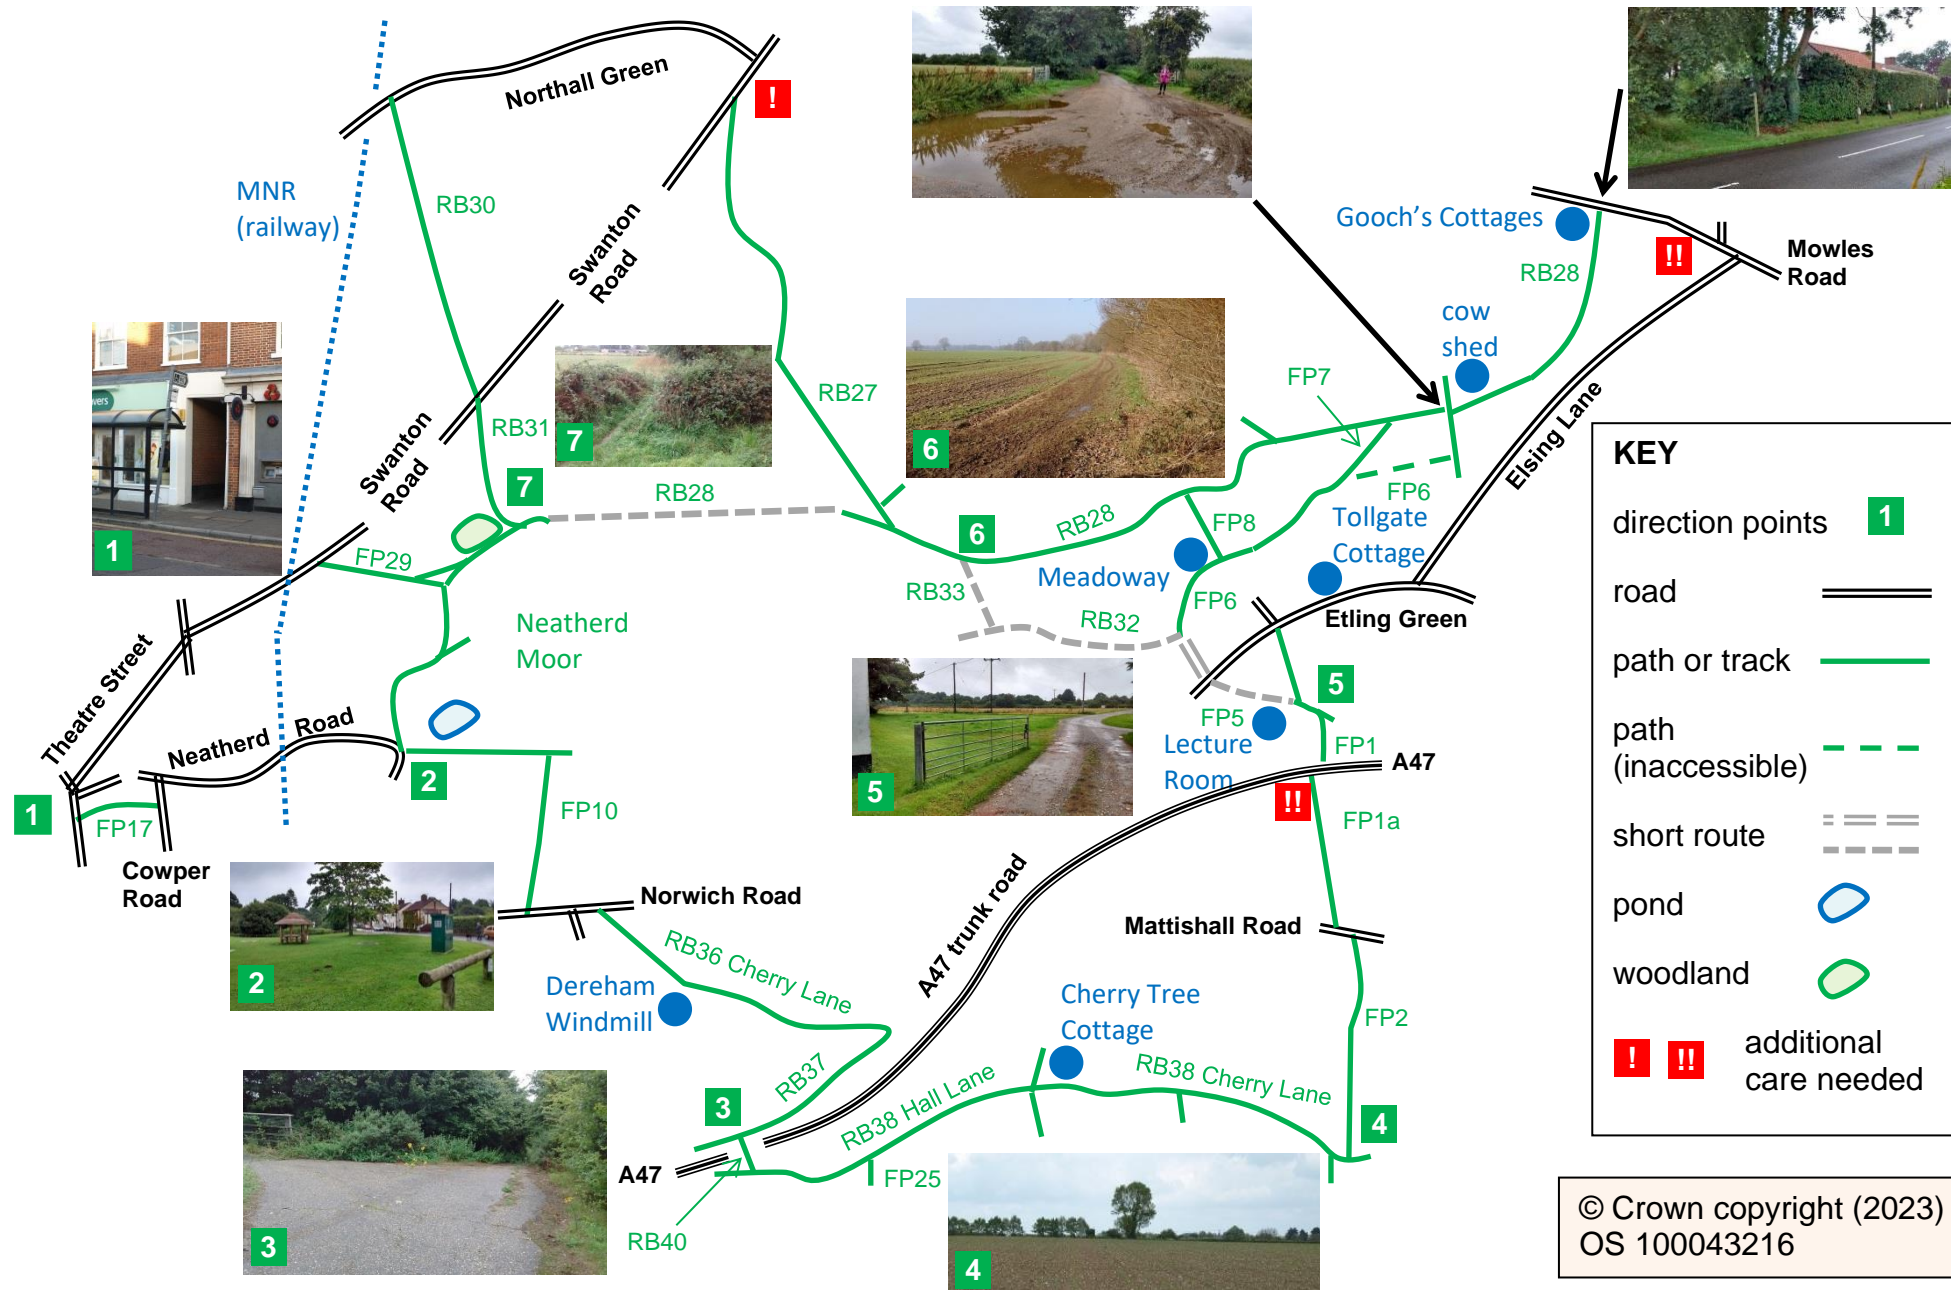 Northall Green
!
MNR
(railway)
RB30
Swanton
Road
Gooch's Cottages
!!
Mowles
Road
RB28
cow
shed
vers
1
RB31
7
7
RB27
6
FP7
Elsing Lane
KEY
direction points 1
road
path or track
path
(inaccessible)
short route
pond
woodland
! !! additional
care needed
Swanton
Road
RB28
RB28
6
FP8
FP6
Tollgate
Cottage
FP29
RB33
Meadoway
FP6
RB32
Etling Green
Neatherd
Moor
Theatre Street
Neatherd Road
5
5
FP5
Lecture
Room
FP1
A47
!!
FP1a
1
FP17
Cowper
Road
2
FP10
2
Norwich Road
RB36 Cherry Lane
Dereham
Windmill
A47 trunk road
Mattishall Road
FP2
Cherry Tree
Cottage
RB37
3
RB38 Hall Lane
RB38 Cherry Lane
4
A47
FP25
RB40
3
4
© Crown copyright (2023)
OS 100043216